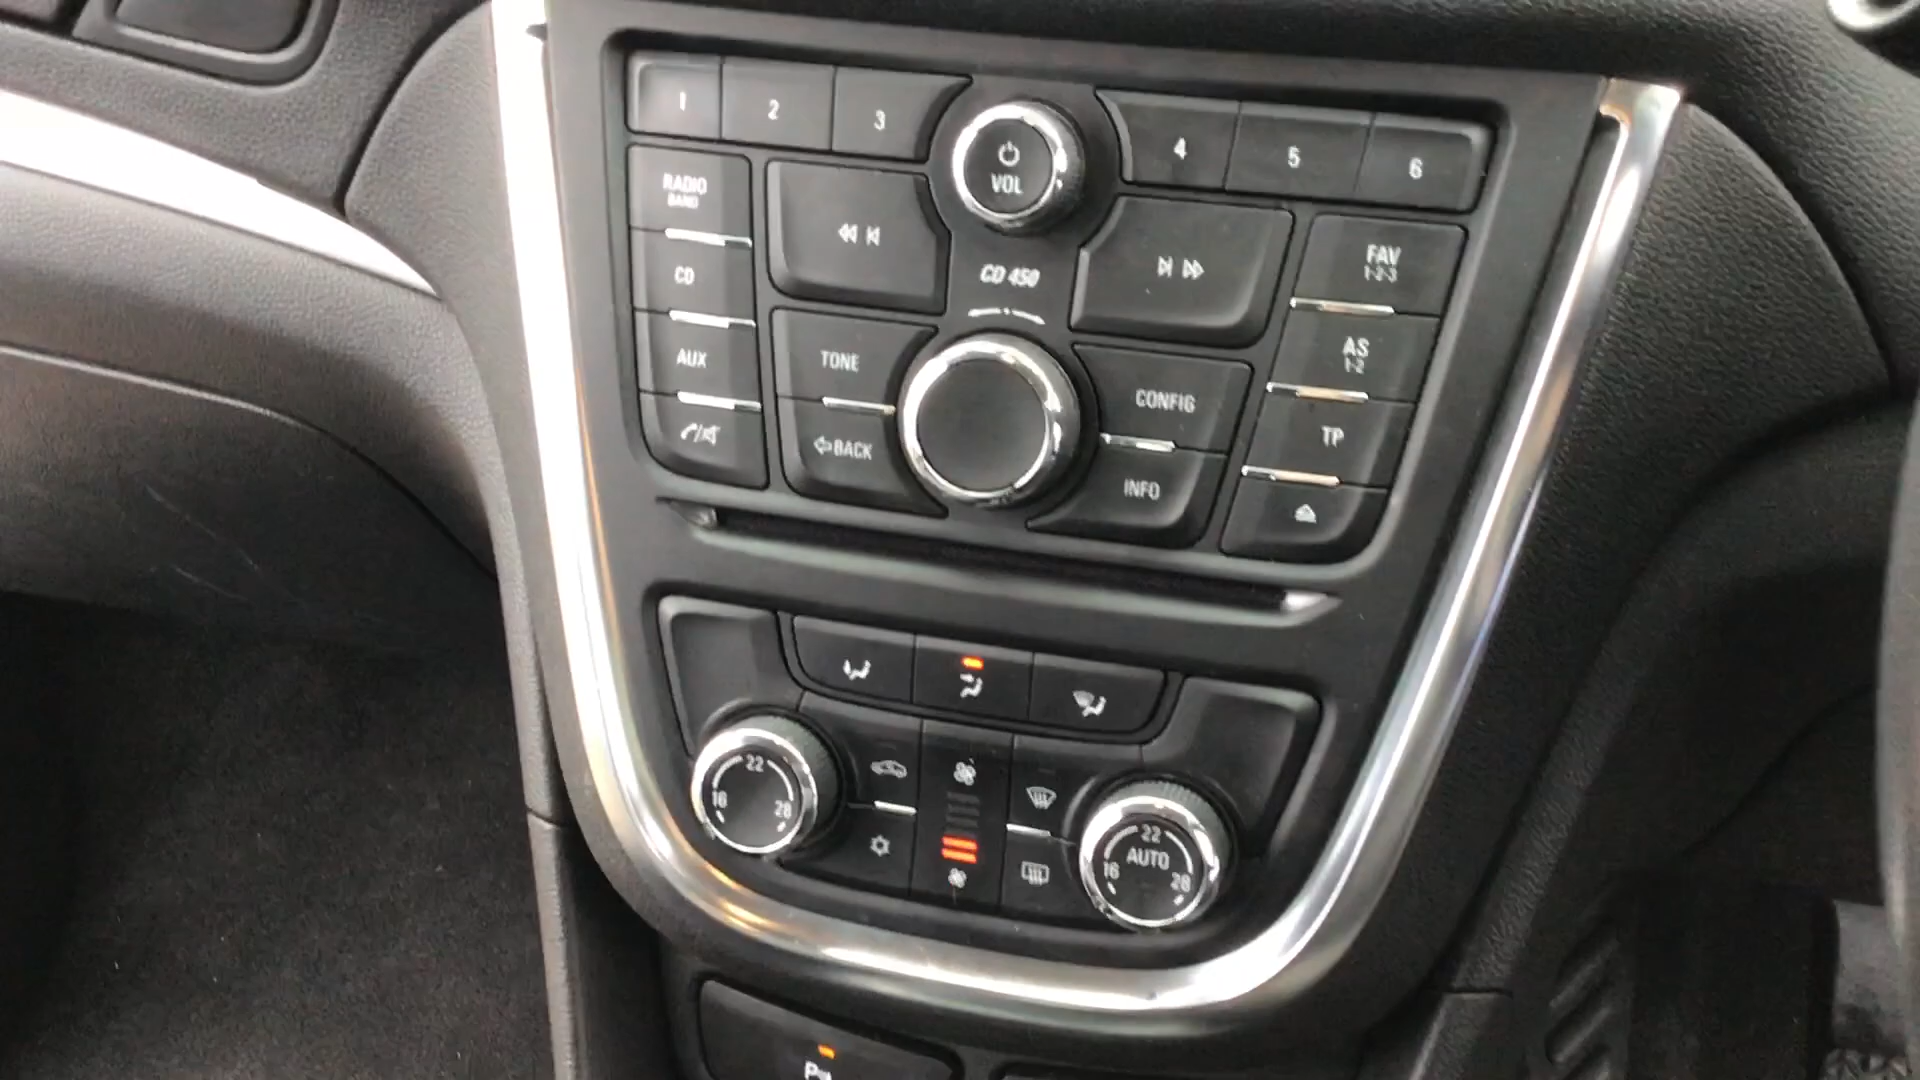 1 2 3 4 5 6
VOL
RADIO
BAND
CD 450
FAV
1-2-3
CD
AUX
TONE
AS
1-2
CONFIG
TP
BACK
INFO
22
16 28
22
AUTO
16 28